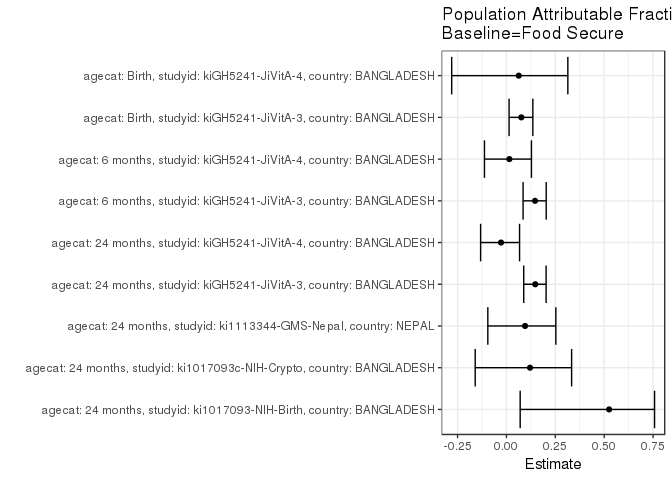 Population Attributable Fracti
Baseline=Food Secure
agecat: Birth, studyid: kiGH5241-JiVitA-4, country: BANGLADESH
agecat: Birth, studyid: kiGH5241-JiVitA-3, country: BANGLADESH
agecat: 6 months, studyid: kiGH5241-JiVitA-4, country: BANGLADESH
agecat: 6 months, studyid: kiGH5241-JiVitA-3, country: BANGLADESH
agecat: 24 months, studyid: kiGH5241-JiVitA-4, country: BANGLADESH
agecat: 24 months, studyid: kiGH5241-JiVitA-3, country: BANGLADESH
agecat: 24 months, studyid: ki1113344-GMS-Nepal, country: NEPAL
agecat: 24 months, studyid: ki1017093c-NIH-Crypto, country: BANGLADESH
agecat: 24 months, studyid: ki1017093-NIH-Birth, country: BANGLADESH
-0.25 0.00 0.25 0.50 0.75
Estimate